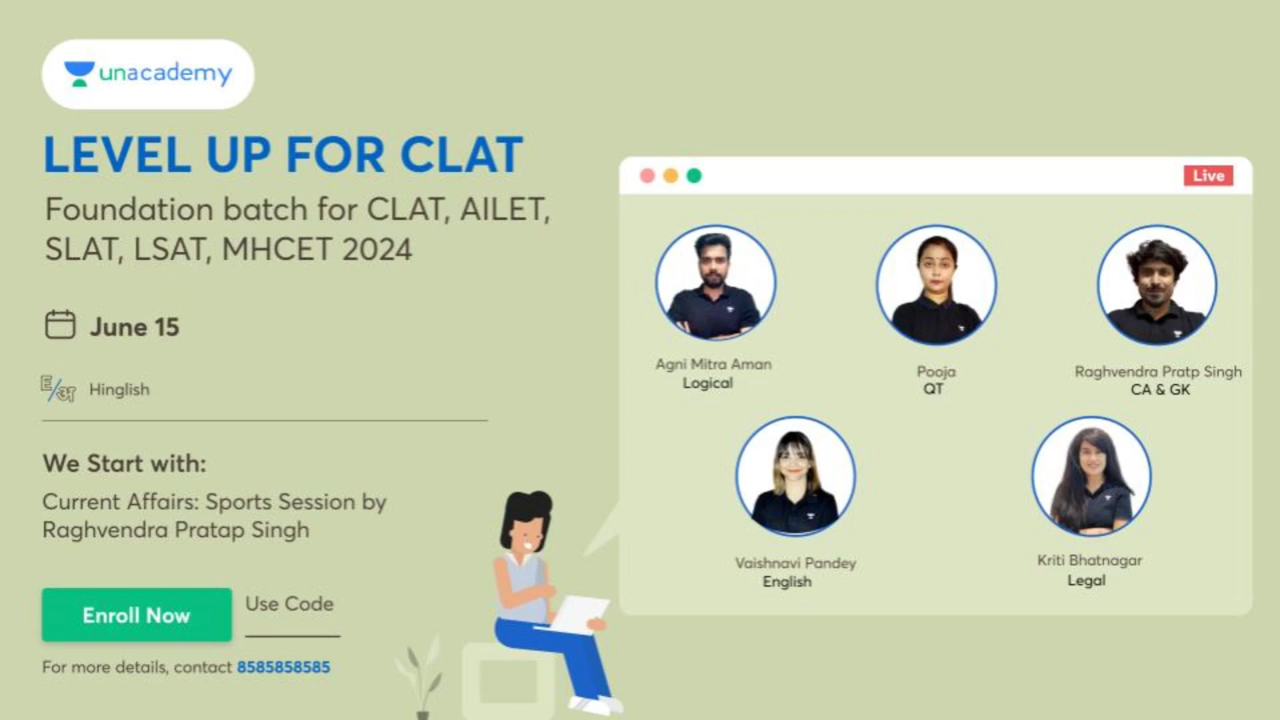 unacademy
LEVEL UP FOR CLAT
Foundation batch for CLAT, AILET,
SLAT, LSAT, MHCET 2024
June 15
E/अ Hinglish
We Start with:
Current Affairs: Sports Session by
Raghvendra Pratap Singh
Enroll Now
Use Code
For more details, contact 8585858585
Live
Agni Mitra Aman
Logical
Pooja
QT
Raghvendra Pratp Singh
CA & GK
Vaishnavi Pandey
English
Kriti Bhatnagar
Legal